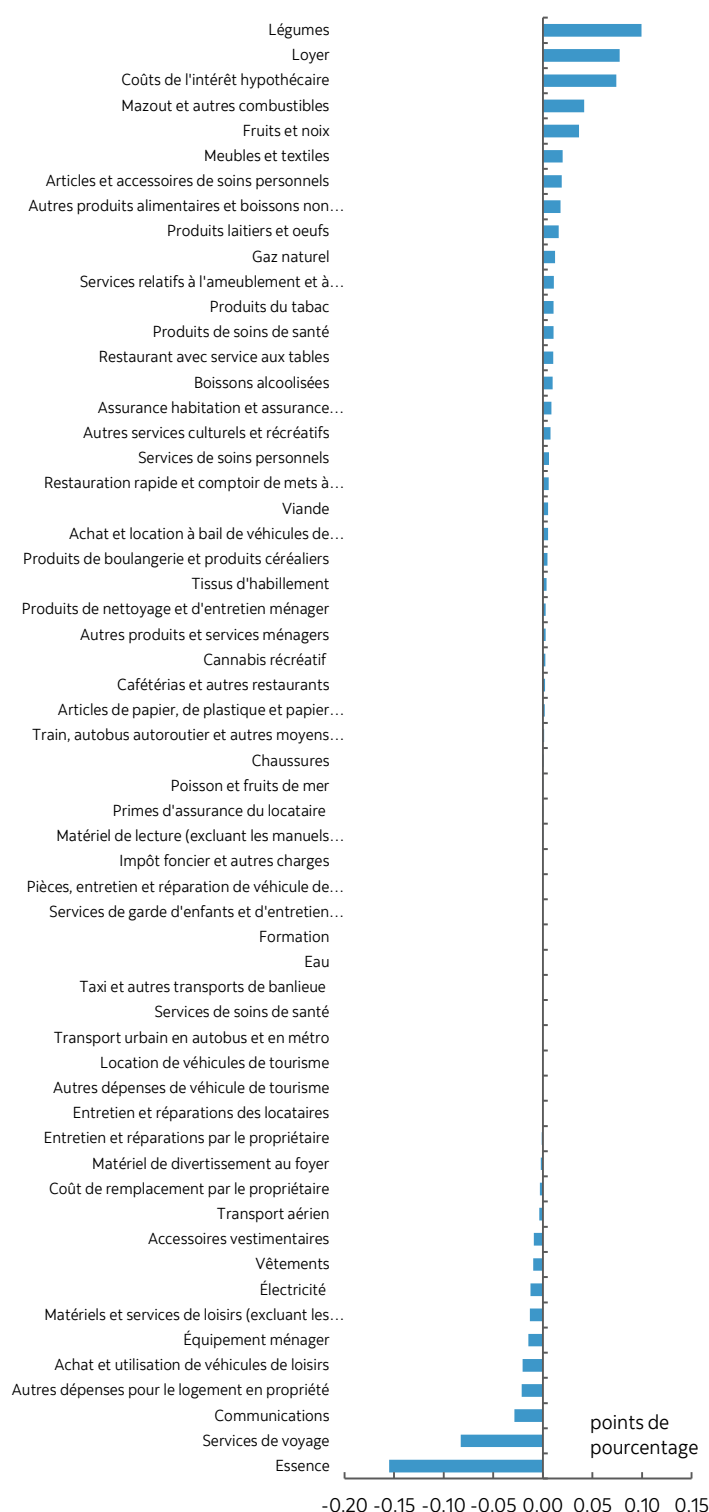 Légumes
Loyer
Coûts de l'intérêt hypothécaire
Mazout et autres combustibles
Fruits et noix
Meubles et textiles
Articles et accessoires de soins personnels
Autres produits alimentaires et boissons non…
Produits laitiers et oeufs
Gaz naturel
Services relatifs à l'ameublement et à…
Produits du tabac
Produits de soins de santé
Restaurant avec service aux tables
Boissons alcoolisées
Assurance habitation et assurance…
Autres services culturels et récréatifs
Services de soins personnels
Restauration rapide et comptoir de mets à…
Viande
Achat et location à bail de véhicules de…
Produits de boulangerie et produits céréaliers
Tissus d'habillement
Produits de nettoyage et d'entretien ménager
Autres produits et services ménagers
Cannabis récréatif
Cafétérias et autres restaurants
Articles de papier, de plastique et papier…
Train, autobus autoroutier et autres moyens…
Chaussures
Poisson et fruits de mer
Primes d'assurance du locataire
Matériel de lecture (excluant les manuels…
Impôt foncier et autres charges
Pièces, entretien et réparation de véhicule de…
Services de garde d'enfants et d'entretien…
Formation
Eau
Taxi et autres transports de banlieue
Services de soins de santé
Transport urbain en autobus et en métro
Location de véhicules de tourisme
Autres dépenses de véhicule de tourisme
Entretien et réparations des locataires
Entretien et réparations par le propriétaire
Matériel de divertissement au foyer
Coût de remplacement par le propriétaire
Transport aérien
Accessoires vestimentaires
Vêtements
Électricité
Matériels et services de loisirs (excluant les…
Équipement ménager
Achat et utilisation de véhicules de loisirs
Autres dépenses pour le logement en propriété
Communications
Services de voyage
Essence
points de
pourcentage
-0.20 -0.15 -0.10 -0.05 0.00 0.05 0.10 0.15